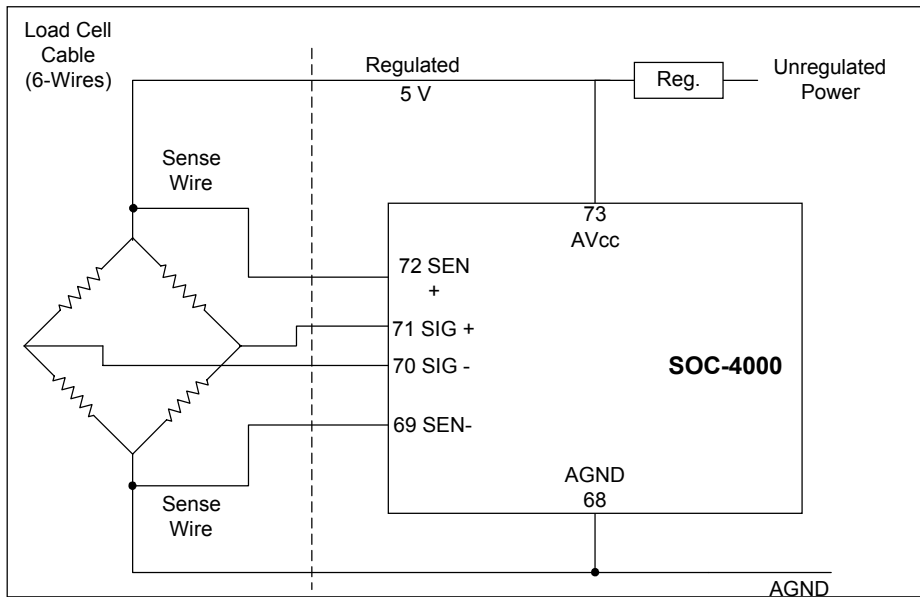 Load Cell
Cable
(6-Wires)
Regulated
5 V
Reg.
Unregulated
Power
Sense
Wire
73
AVcc
72 SEN
+
71 SIG +
70 SIG -
SOC-4000
69 SEN-
AGND
68
Sense
Wire
AGND